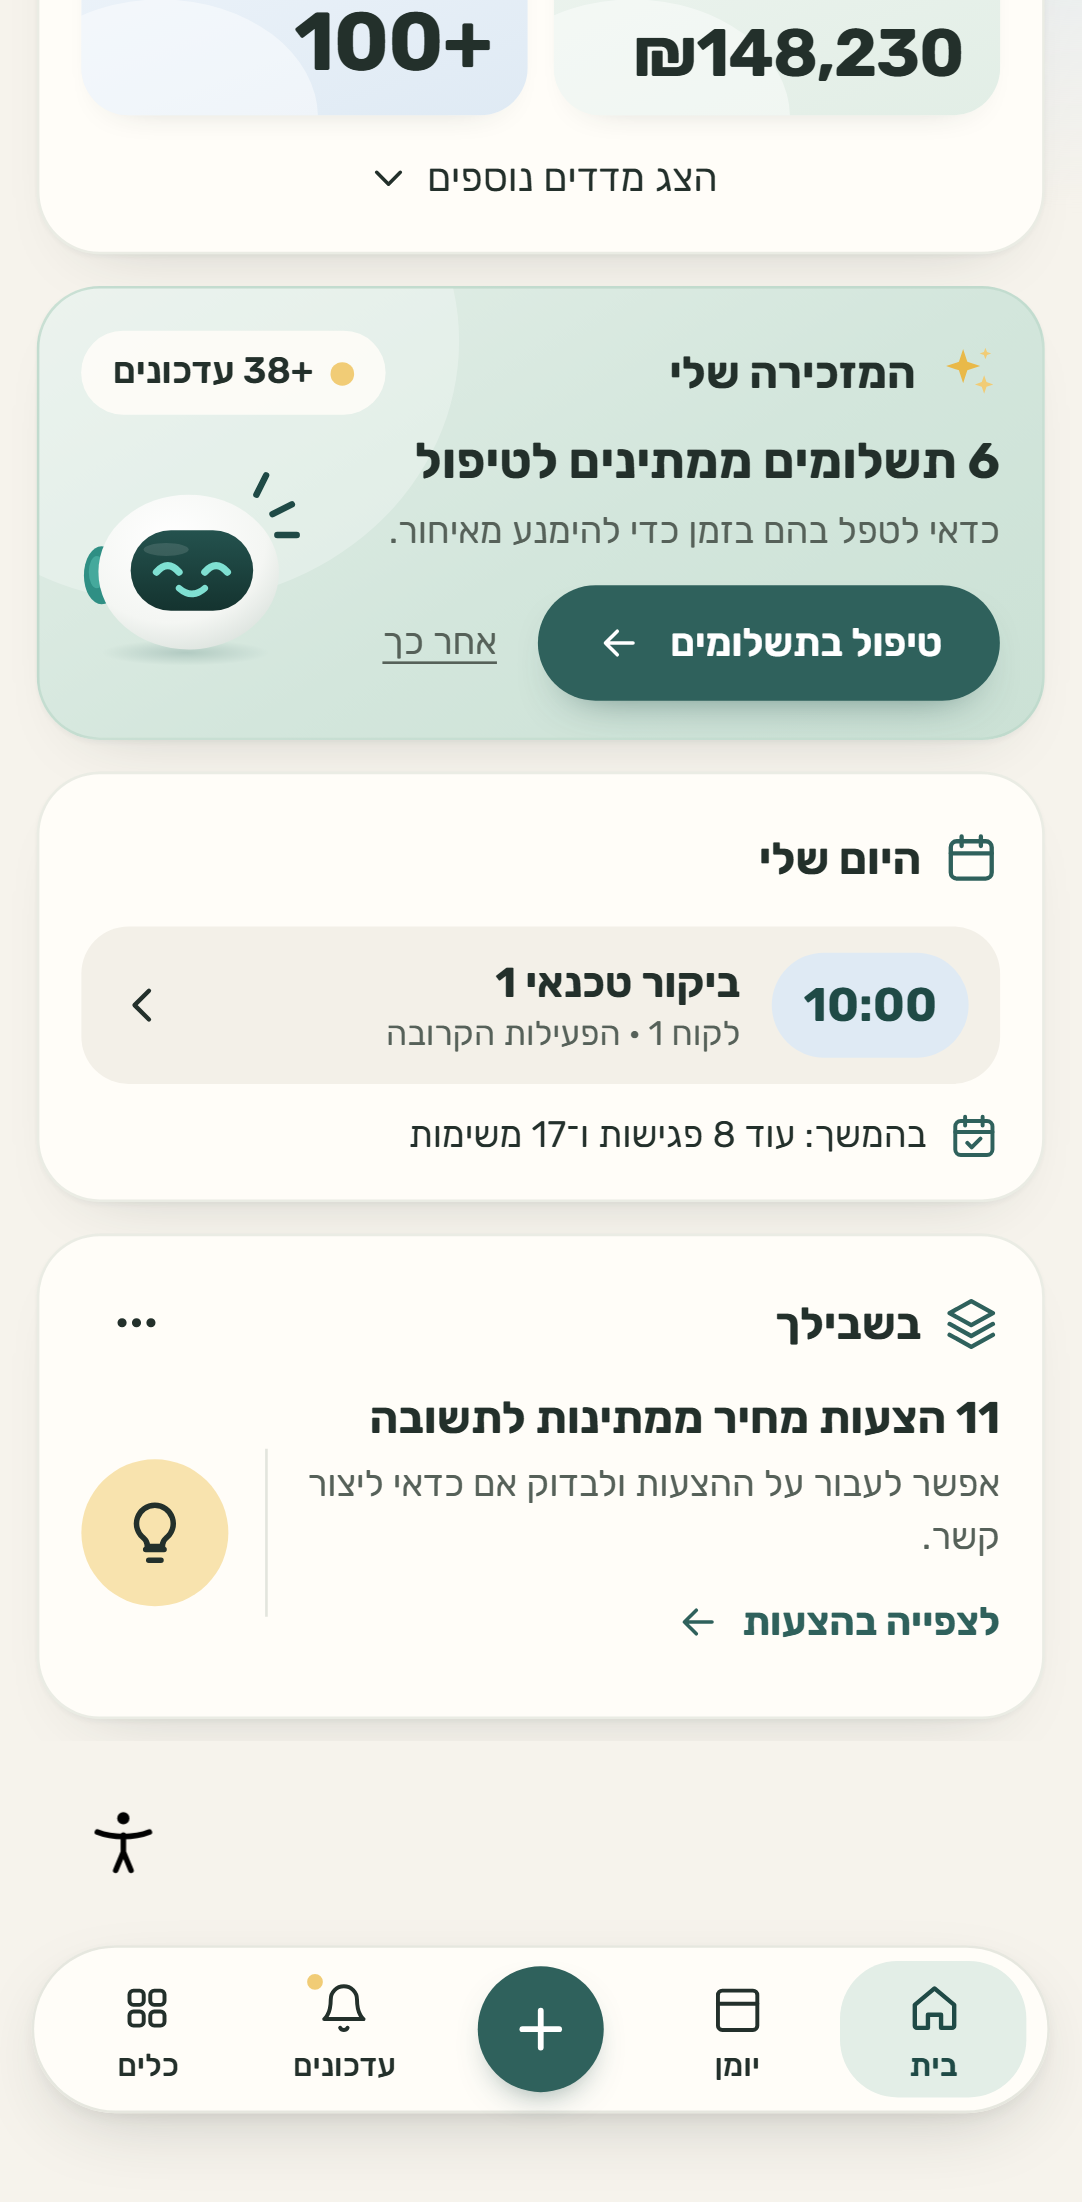 ₪148,230
100+
הצג מדדים נוספים
המזכירה שלי
38+ עדכונים
6 תשלומים ממתינים לטיפול
כדאי לטפל בהם בזמן כדי להימנע מאיחור.
טיפול בתשלומים
אחר כך
היום שלי
10:00
ביקור טכנאי 1
לקוח 1 • הפעילות הקרובה
בהמשך: עוד 8 פגישות ו־17 משימות
בשבילך
11 הצעות מחיר ממתינות לתשובה
אפשר לעבור על ההצעות ולבדוק אם כדאי ליצור
קשר.
לצפייה בהצעות
בית
יומן
עדכונים
כלים